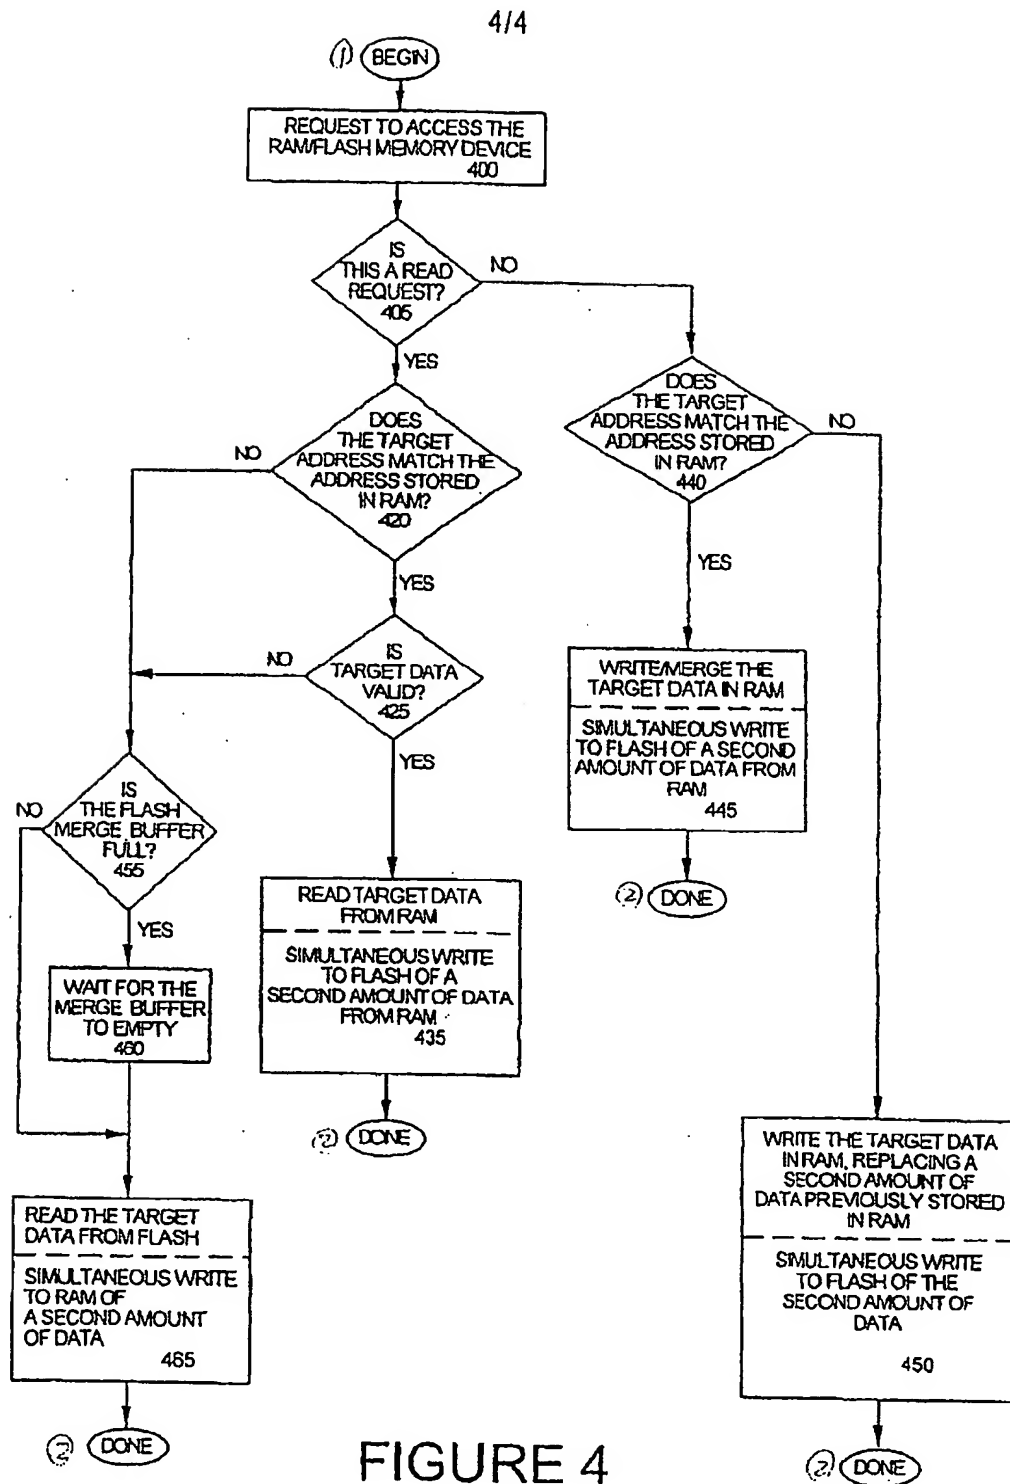 4/4
① BEGIN
REQUEST TO ACCESS THE
RAM/FLASH MEMORY DEVICE
400
IS
THIS A READ
REQUEST?
405
NO
YES
DOES
THE TARGET
ADDRESS MATCH THE
ADDRESS STORED
IN RAM?
420
NO
YES
DOES
THE TARGET
ADDRESS MATCH THE
ADDRESS STORED
IN RAM?
440
NO
YES
IS
TARGET DATA
VALID?
425
NO
YES
WRITE/MERGE THE
TARGET DATA IN RAM
SIMULTANEOUS WRITE
TO FLASH OF A SECOND
AMOUNT OF DATA FROM
RAM
445
② DONE
IS
THE FLASH
MERGE BUFFER
FULL?
455
NO
YES
WAIT FOR THE
MERGE BUFFER
TO EMPTY
460
READ TARGET DATA
FROM RAM
SIMULTANEOUS WRITE
TO FLASH OF A
SECOND AMOUNT OF DATA
FROM RAM
435
② DONE
READ THE TARGET
DATA FROM FLASH
SIMULTANEOUS WRITE
TO RAM OF
A SECOND AMOUNT
OF DATA
465
② DONE
WRITE THE TARGET DATA
IN RAM, REPLACING A
SECOND AMOUNT OF
DATA PREVIOUSLY STORED
IN RAM
SIMULTANEOUS WRITE
TO FLASH OF THE
SECOND AMOUNT OF
DATA
450
② DONE
FIGURE 4